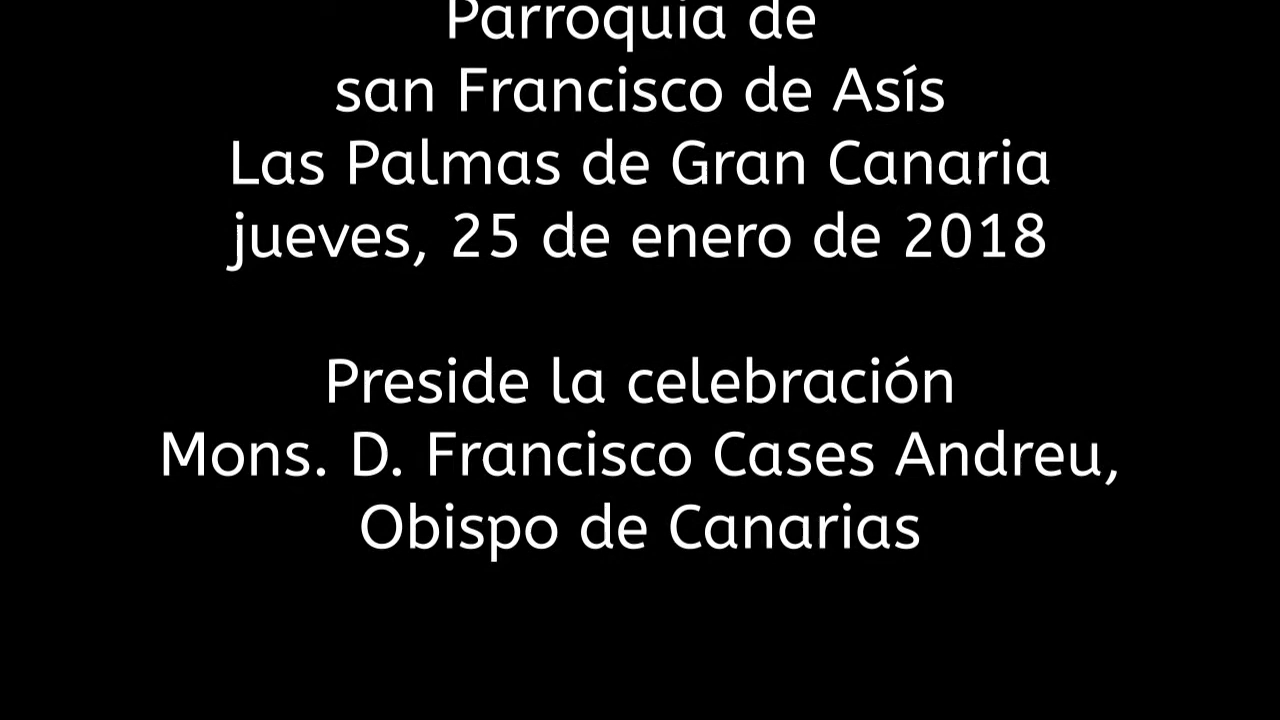 Parroquia de
san Francisco de Asís
Las Palmas de Gran Canaria
jueves, 25 de enero de 2018
Preside la celebración
Mons. D. Francisco Cases Andreu,
Obispo de Canarias